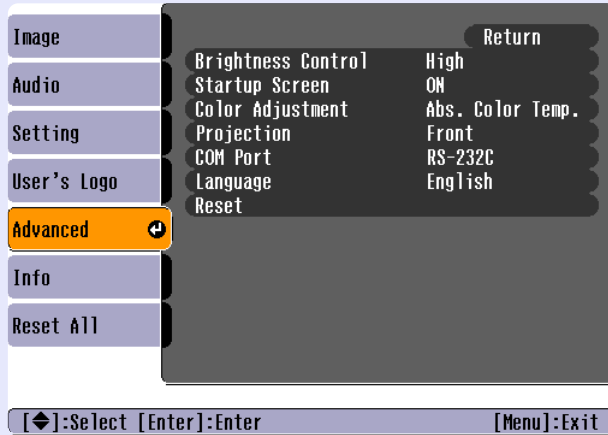 Image
Audio
Setting
User's Logo
Advanced
Info
Reset All
Return
Brightness Control High
Startup Screen ON
Color Adjustment Abs. Color Temp.
Projection Front
COM Port RS-232C
Language English
Reset
[◆]:Select [Enter]:Enter [Menu]:Exit